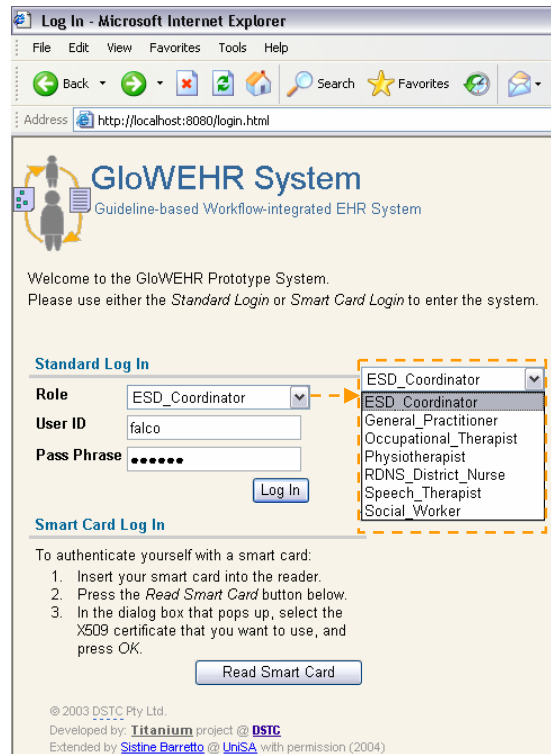 Log In - Microsoft Internet Explorer
File Edit View Favorites Tools Help
Back Search Favorites
Address http://localhost:8080/login.html
GloWEHR System
Guideline-based Workflow-integrated EHR System
Welcome to the GloWEHR Prototype System.
Please use either the Standard Login or Smart Card Login to enter the system.
Standard Log In
Role ESD_Coordinator
User ID falco
Pass Phrase ●●●●●●
Log In
ESD_Coordinator
ESD_Coordinator
General_Practitioner
Occupational_Therapist
Physiotherapist
RDNS_District_Nurse
Speech_Therapist
Social_Worker
Smart Card Log In
To authenticate yourself with a smart card:
1. Insert your smart card into the reader.
2. Press the Read Smart Card button below.
3. In the dialog box that pops up, select the
X509 certificate that you want to use, and
press OK.
Read Smart Card
© 2003 DSTC Pty Ltd.
Developed by: Titanium project @ DSTC
Extended by Sistine Barretto @ UniSA with permission (2004)